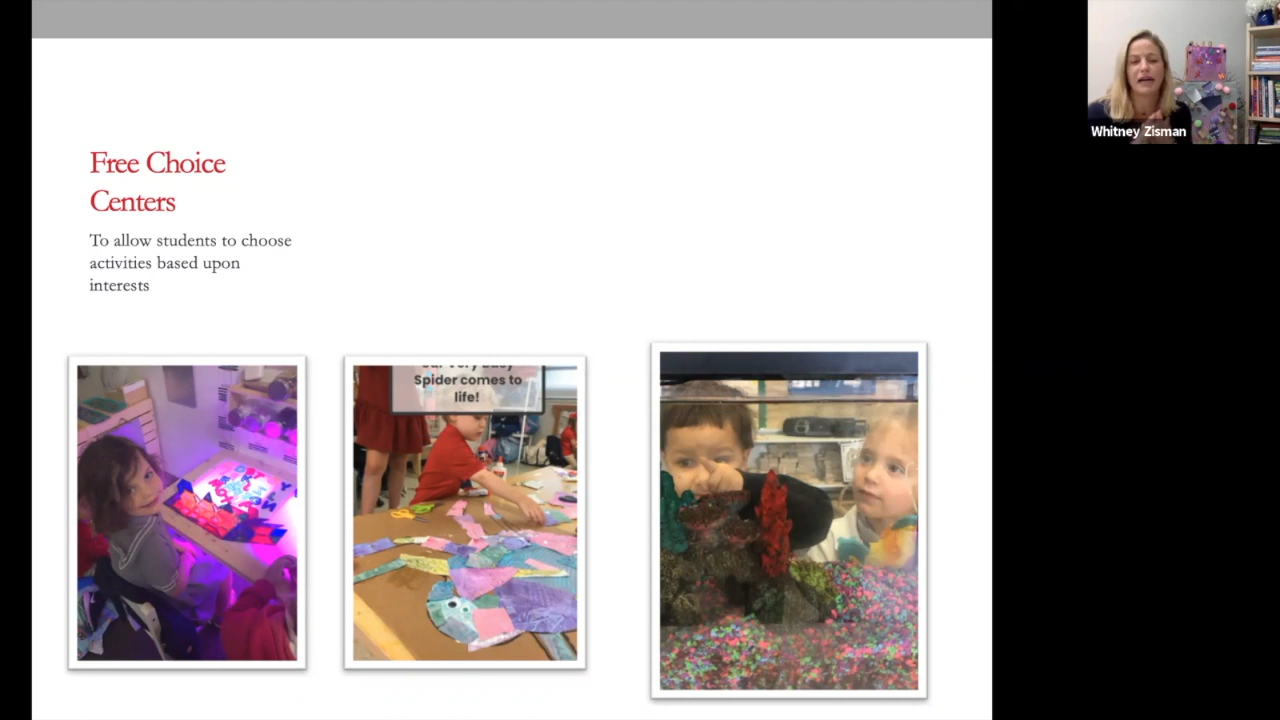 Free Choice
Centers
To allow students to choose
activities based upon
interests
Our Very Busy
Spider comes to
life!
Whitney Zisman